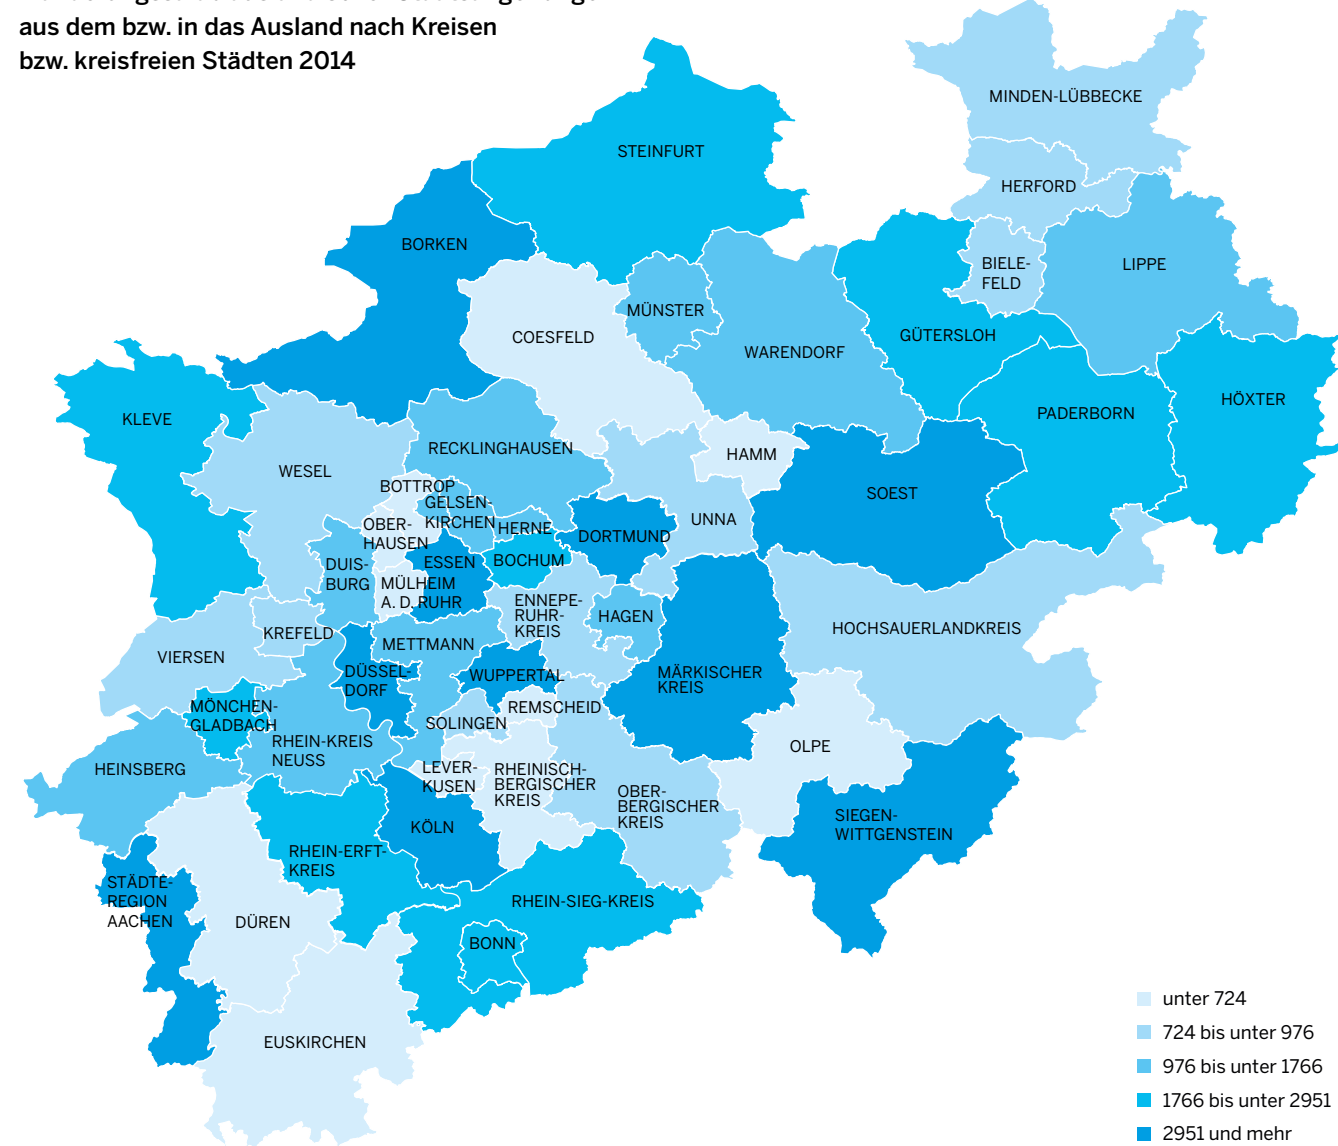 aus dem bzw. in das Ausland nach Kreisen
bzw. kreisfreien Städten 2014
MINDEN-LÜBBECKE
STEINFURT
HERFORD
BORKEN
BIELE-
FELD
LIPPE
MÜNSTER
COESFELD
GÜTERSLOH
WARENDORF
HÖXTER
PADERBORN
KLEVE
RECKLINGHAUSEN
HAMM
WESEL
BOTTROP
SOEST
GELSEN-
KIRCHEN
OBER-
HAUSEN
HERNE
UNNA
DORTMUND
BOCHUM
ESSEN
DUIS-
BURG
MÜLHEIM
A. D. RUHR
ENNEPE-
RUHR-
KREIS
HAGEN
HOCHSAUERLANDKREIS
KREFELD
METTMANN
VIERSEN
DÜSSEL-
DORF
WUPPERTAL
MÄRKISCHER
KREIS
MÖNCHEN-
GLADBACH
REMSCHEID
SOLINGEN
RHEIN-KREIS
NEUSS
OLPE
HEINSBERG
LEVER-
KUSEN
RHEINISCH-
BERGISCHER
KREIS
OBER-
BERGISCHER
KREIS
SIEGEN-
WITTGENSTEIN
KÖLN
RHEIN-ERFT-
KREIS
STÄDTE-
REGION
AACHEN
RHEIN-SIEG-KREIS
DÜREN
BONN
EUSKIRCHEN
unter 724
724 bis unter 976
976 bis unter 1766
1766 bis unter 2951
2951 und mehr